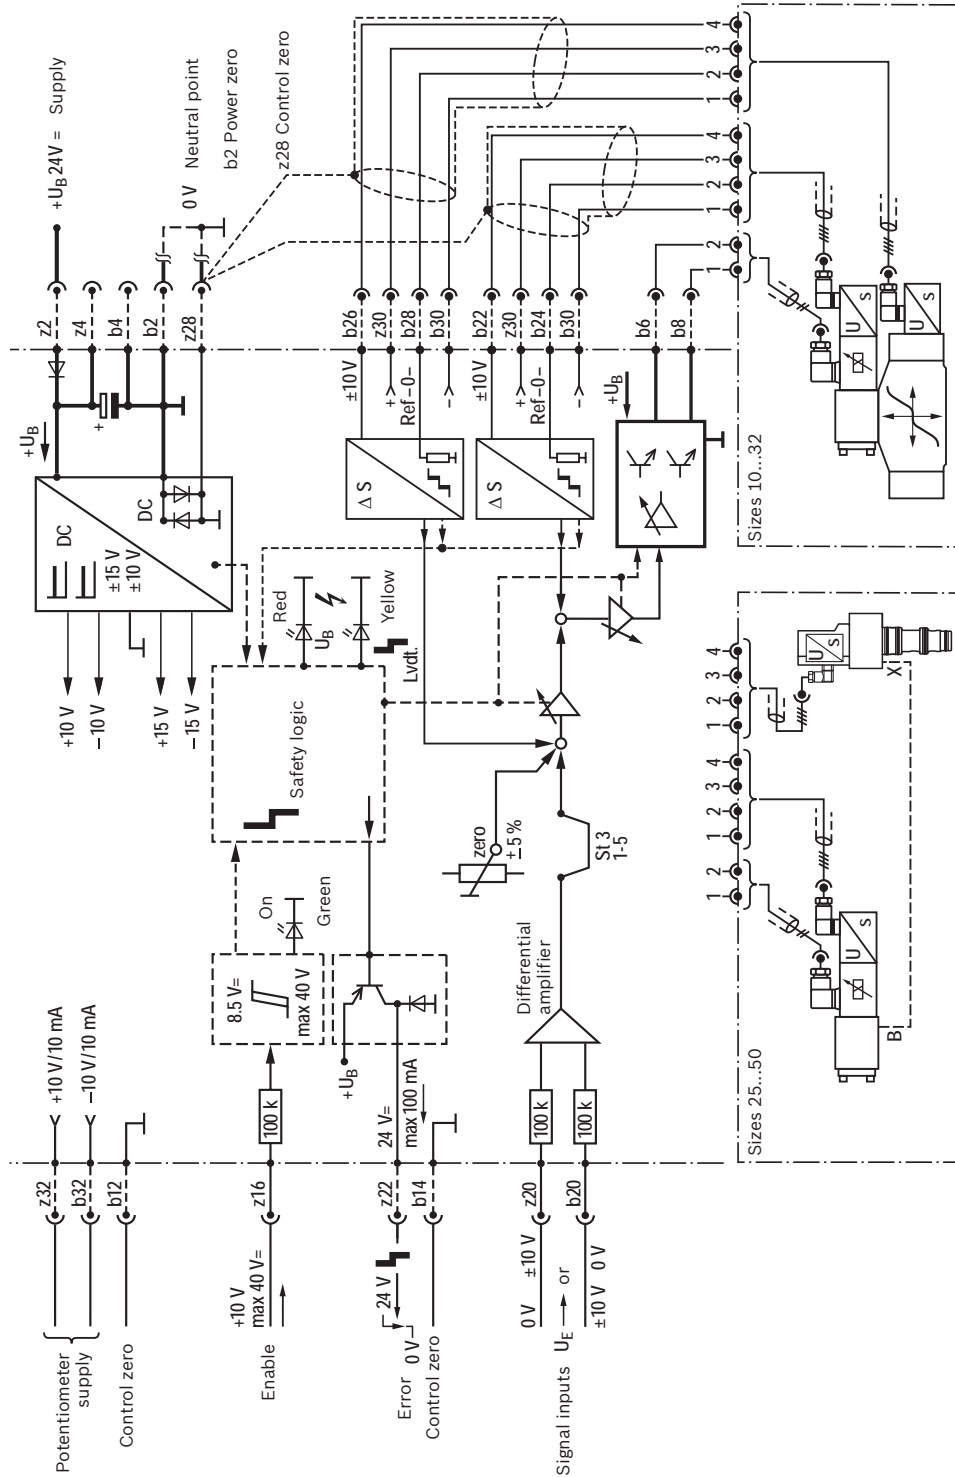 Potentiometer
supply
Control zero
z32
b32
b12
+10 V/10 mA
–10 V/10 mA
+10 V
–10 V
+15 V
–15 V
DC
±15 V
±10 V
DC
+U_B
+
z2
z4
b4
b2
z28
+U_B 24V = Supply
0 V Neutral point
b2 Power zero
z28 Control zero
Enable
+10 V
max 40 V=
z16
100 k
8.5 V=
max 40 V
On
Green
Safety logic
Red
U_B
Yellow
Lvdt.
Error
24 V
0 V
Control zero
z22
b14
24 V=
max 100 mA
+U_B
Signal inputs U_E
or
0 V ±10 V
±10 V 0 V
z20
b20
100 k
100 k
Differential
amplifier
St 3
1-5
zero
±5 %
Δ S
±10 V
+
Ref –0–
–
b26
z30
b28
b30
Δ S
±10 V
+
Ref –0–
–
b22
z30
b24
b30
+U_B
b6
b8
4
3
2
1
4
3
2
1
2
1
Sizes 10...32
U
S
U
S
Sizes 25...50
1
2
1
2
3
4
1
2
3
4
B
U
S
X
U
S